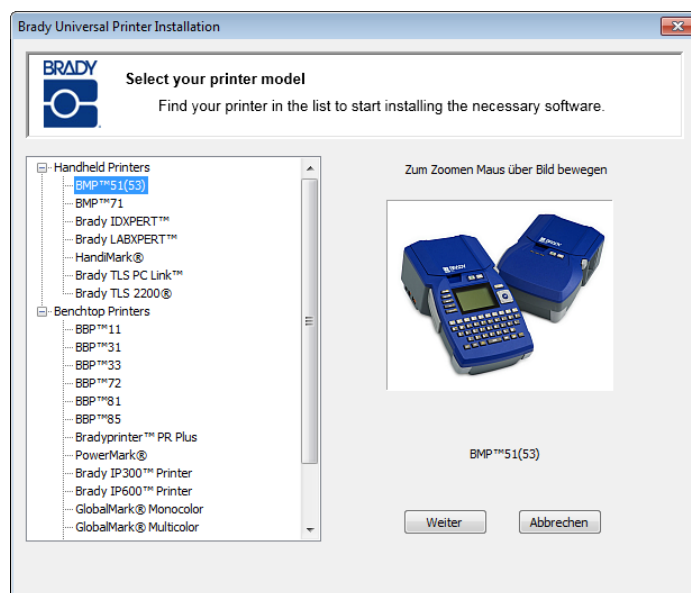 Brady Universal Printer Installation
BRADY
Select your printer model
Find your printer in the list to start installing the necessary software.
Handheld Printers
BMP™51(53)
BMP™71
Brady IDXPERT™
Brady LABXPERT™
HandiMark®
Brady TLS PC Link™
Brady TLS 2200®
Benchtop Printers
BBP™11
BBP™31
BBP™33
BBP™72
BBP™81
BBP™85
Bradyprinter™ PR Plus
PowerMark®
Brady IP300™ Printer
Brady IP600™ Printer
GlobalMark® Monocolor
GlobalMark® Multicolor
Zum Zoomen Maus über Bild bewegen
BRADY
BRADY
BMP™51(53)
Weiter
Abbrechen